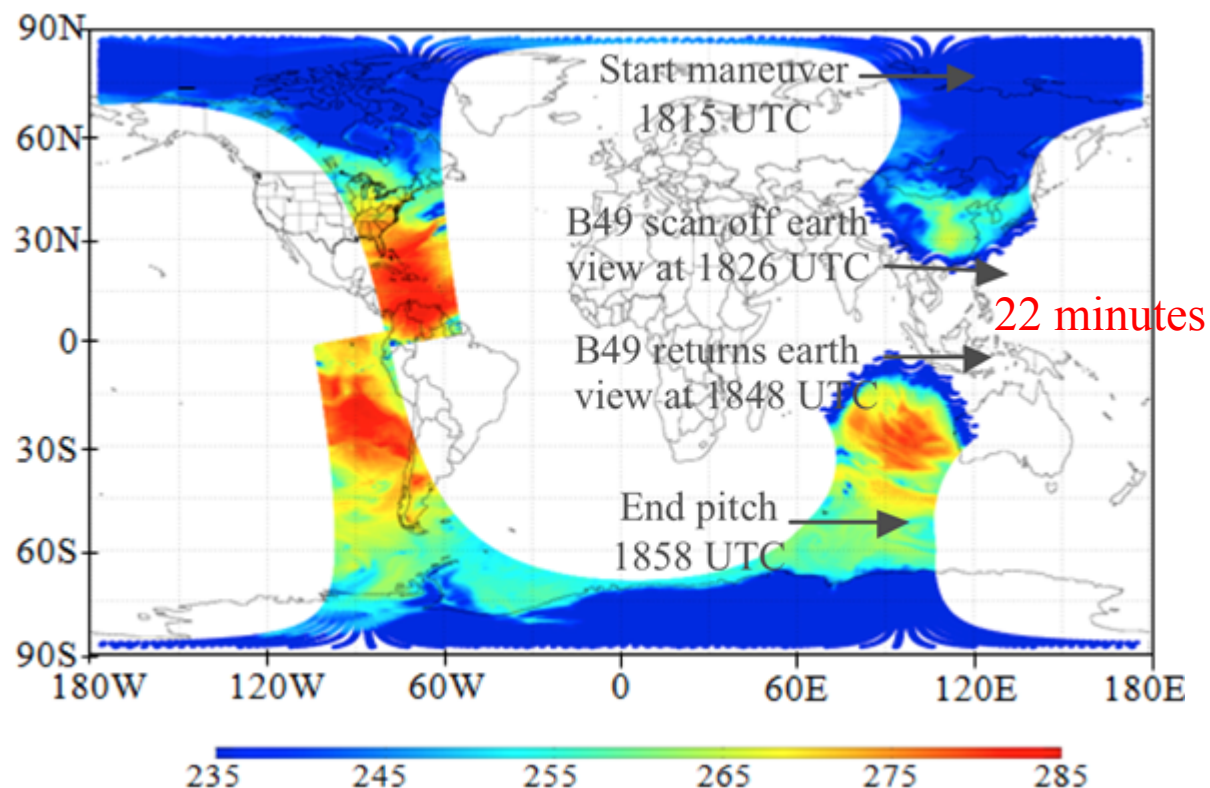 90N
Start maneuver
1815 UTC
60N
B49 scan off earth
30N
view at 1826 UTC
22 minutes
0
B49 returns earth
view at 1848 UTC
30S
End pitch
1858 UTC
60S
90S
180W 120W 60W 0 60E 120E 180E
235 245 255 265 275 285